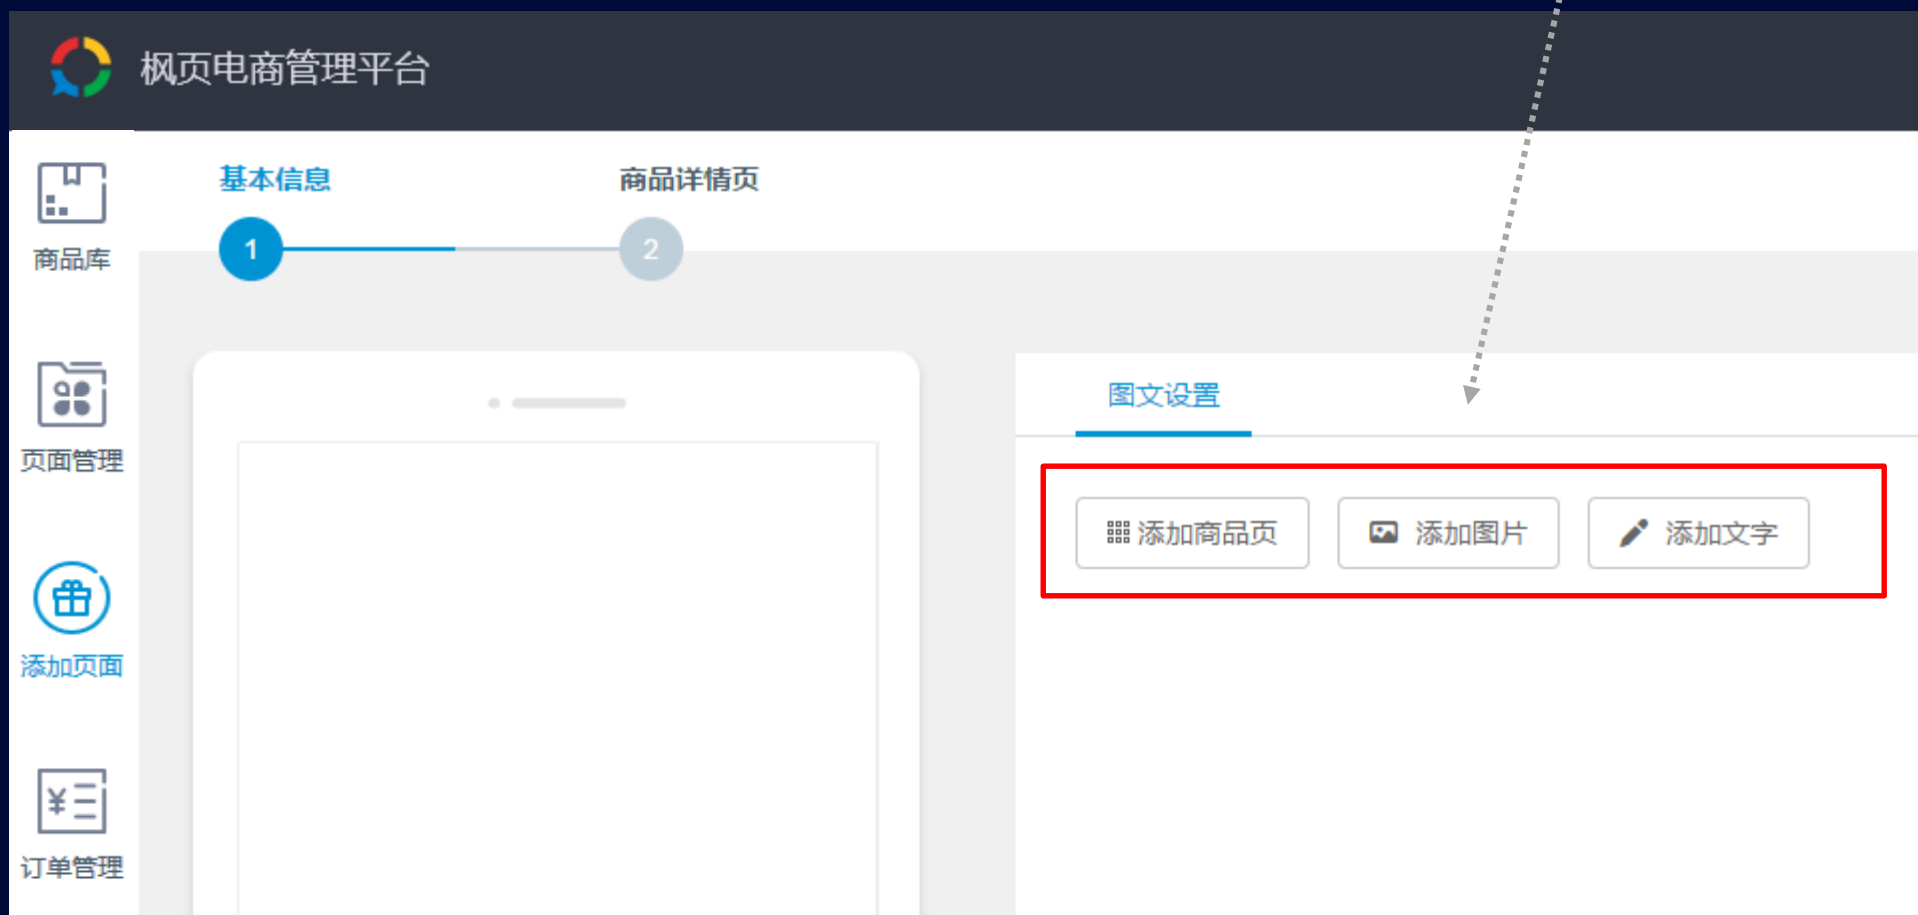 枫页电商管理平台
基本信息
商品详情页
1
2
商品库
页面管理
添加页面
订单管理
图文设置
添加商品页
添加图片
添加文字